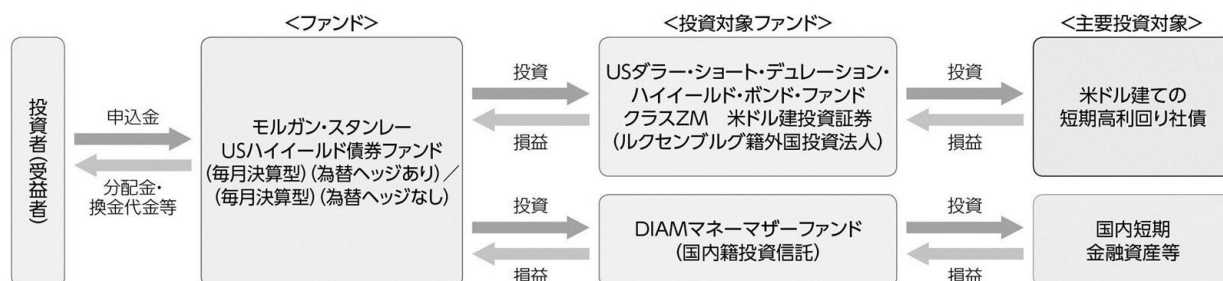 <ファンド>
<投資対象ファンド>
<主要投資対象>
投資者(受益者)
申込金
分配金・
換金代金等
モルガン・スタンレー
USハイイールド債券ファンド
(毎月決算型)(為替ヘッジあり)/
(毎月決算型)(為替ヘッジなし)
投資
損益
USダラー・ショート・デュレーション・
ハイイールド・ボンド・ファンド
クラスZM 米ドル建投資証券
(ルクセンブルグ籍外国投資法人)
投資
損益
米ドル建ての
短期高利回り社債
投資
損益
DIAMマネーマザーファンド
(国内籍投資信託)
投資
損益
国内短期
金融資産等